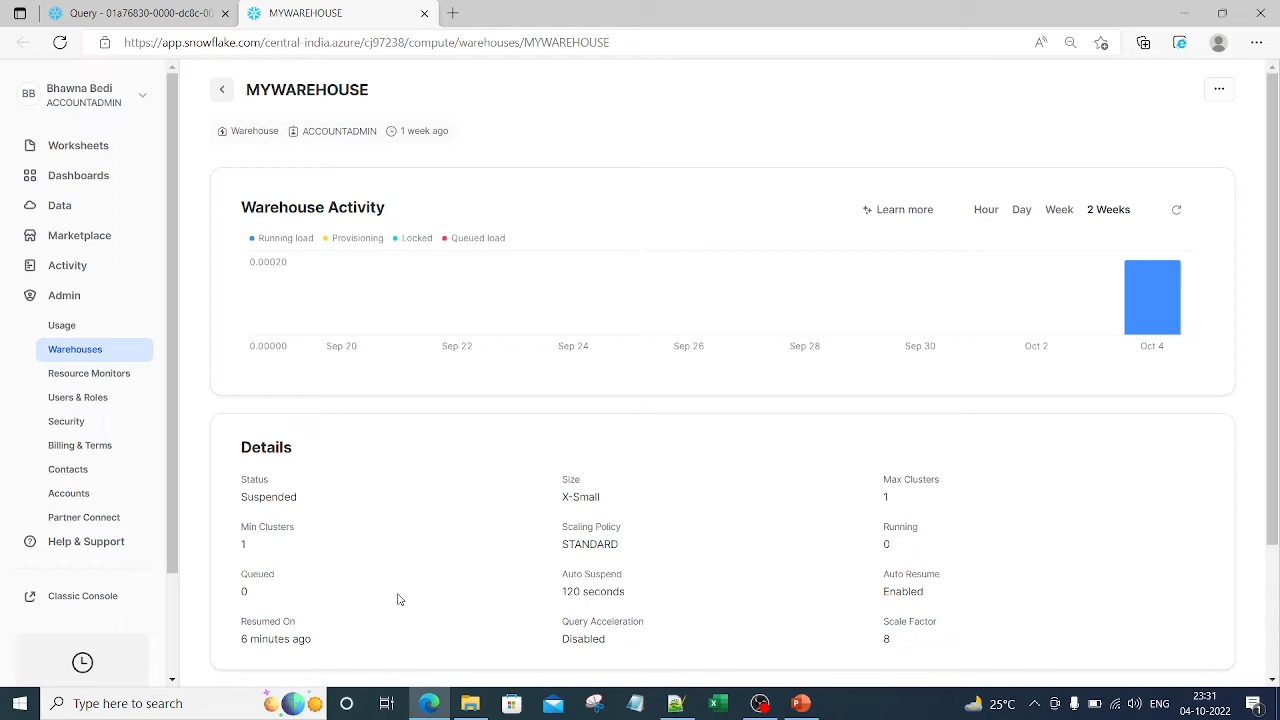 Query - 01a76830-0000-dc8c-00
MYWAREHOUSE
https://app.snowflake.com/central-india.azure/cj97238/compute/warehouses/MYWAREHOUSE
BB
Bhawna Bedi
ACCOUNTADMIN
Worksheets
Dashboards
Data
Marketplace
Activity
Admin
Usage
Warehouses
Resource Monitors
Users & Roles
Security
Billing & Terms
Contacts
Accounts
Partner Connect
Help & Support
Classic Console
MYWAREHOUSE
Warehouse ACCOUNTADMIN 1 week ago
Warehouse Activity
Learn more Hour Day Week 2 Weeks
Running load Provisioning Locked Queued load
0.00020
0.00000 Sep 20 Sep 22 Sep 24 Sep 26 Sep 28 Sep 30 Oct 2 Oct 4
Details
Status Size Max Clusters
Suspended X-Small 1
Min Clusters Scaling Policy Running
1 STANDARD 0
Queued Auto Suspend Auto Resume
0 120 seconds Enabled
Resumed On Query Acceleration Scale Factor
6 minutes ago Disabled 8
Type here to search
25°C
ENG
23:31
04-10-2022